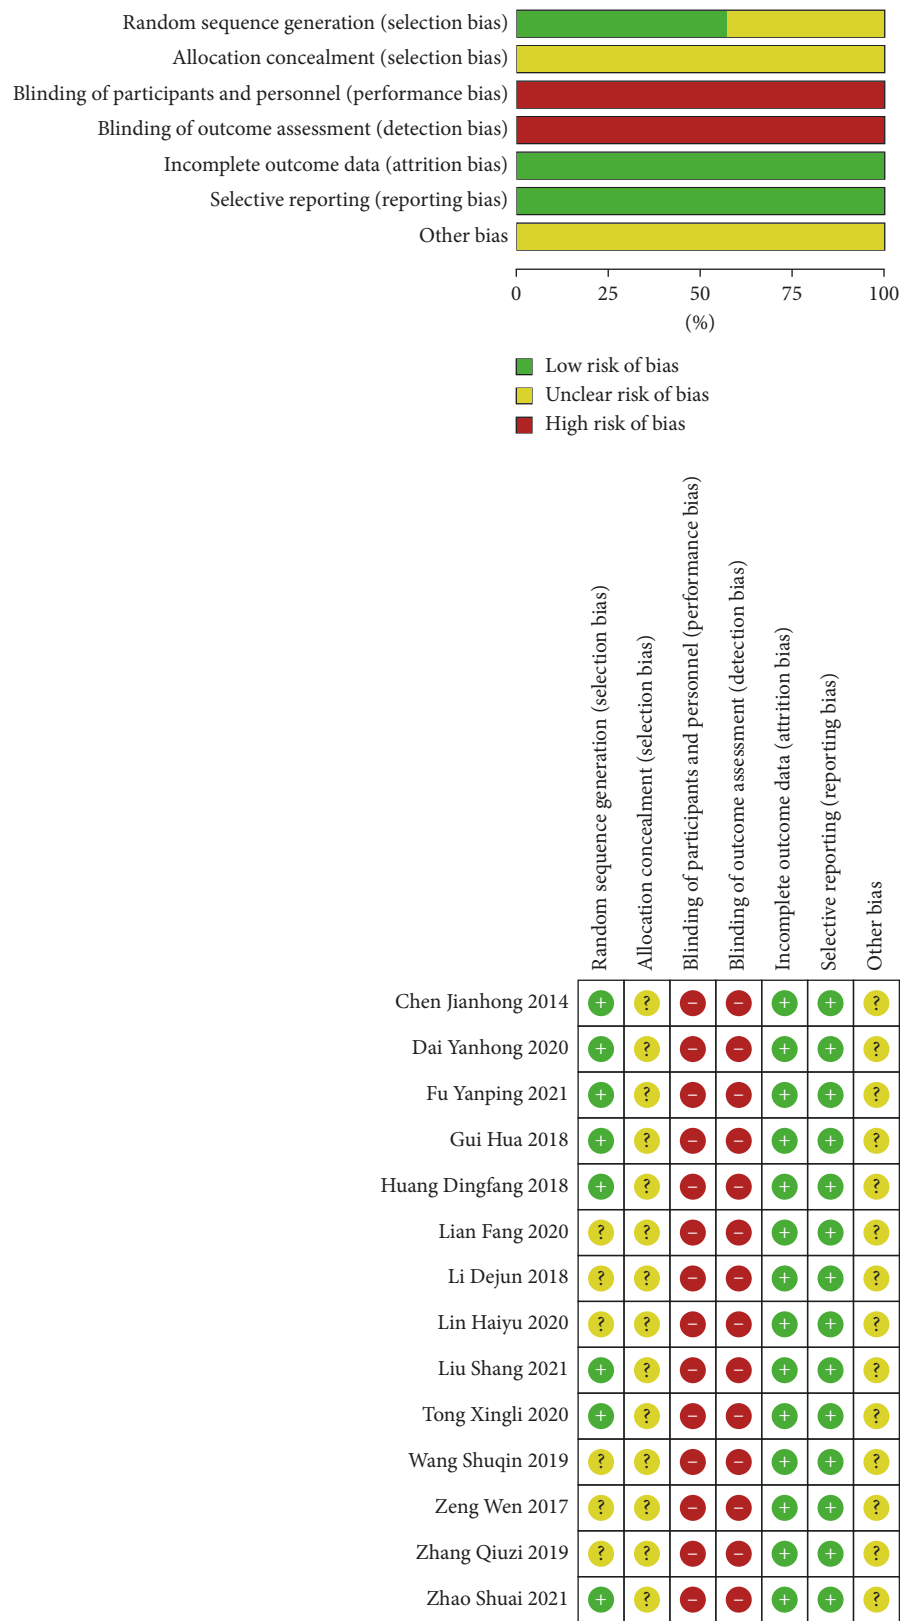 Random sequence generation (selection bias)
Allocation concealment (selection bias)
Blinding of participants and personnel (performance bias)
Blinding of outcome assessment (detection bias)
Incomplete outcome data (attrition bias)
Selective reporting (reporting bias)
Other bias
0 25 50 75 100
(%)
Low risk of bias
Unclear risk of bias
High risk of bias
Random sequence generation (selection bias)
Allocation concealment (selection bias)
Blinding of participants and personnel (performance bias)
Blinding of outcome assessment (detection bias)
Incomplete outcome data (attrition bias)
Selective reporting (reporting bias)
Other bias
Chen Jianhong 2014 + ? – – + + ?
Dai Yanhong 2020 + ? – – + + ?
Fu Yanping 2021 + ? – – + + ?
Gui Hua 2018 + ? – – + + ?
Huang Dingfang 2018 + ? – – + + ?
Lian Fang 2020 ? ? – – + + ?
Li Dejun 2018 ? ? – – + + ?
Lin Haiyu 2020 ? ? – – + + ?
Liu Shang 2021 + ? – – + + ?
Tong Xingli 2020 + ? – – + + ?
Wang Shuqin 2019 ? ? – – + + ?
Zeng Wen 2017 ? ? – – + + ?
Zhang Qiuzi 2019 ? ? – – + + ?
Zhao Shuai 2021 + ? – – + + ?